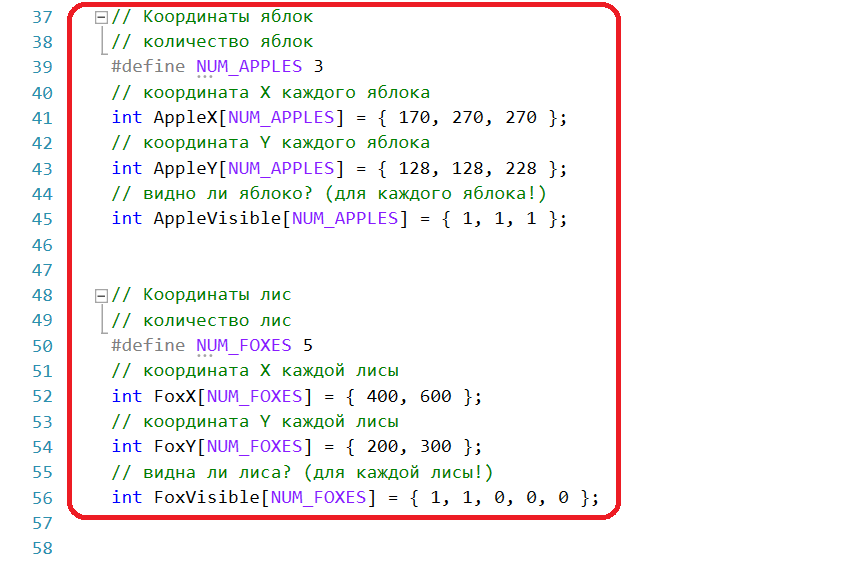 37 // Координаты яблок
38 // количество яблок
39 #define NUM_APPLES 3
40 // координата X каждого яблока
41 int AppleX[NUM_APPLES] = { 170, 270, 270 };
42 // координата Y каждого яблока
43 int AppleY[NUM_APPLES] = { 128, 128, 228 };
44 // видно ли яблоко? (для каждого яблока!)
45 int AppleVisible[NUM_APPLES] = { 1, 1, 1 };
46
47
48 // Координаты лис
49 // количество лис
50 #define NUM_FOXES 5
51 // координата X каждой лисы
52 int FoxX[NUM_FOXES] = { 400, 600 };
53 // координата Y каждой лисы
54 int FoxY[NUM_FOXES] = { 200, 300 };
55 // видна ли лиса? (для каждой лисы!)
56 int FoxVisible[NUM_FOXES] = { 1, 1, 0, 0, 0 };
57
58